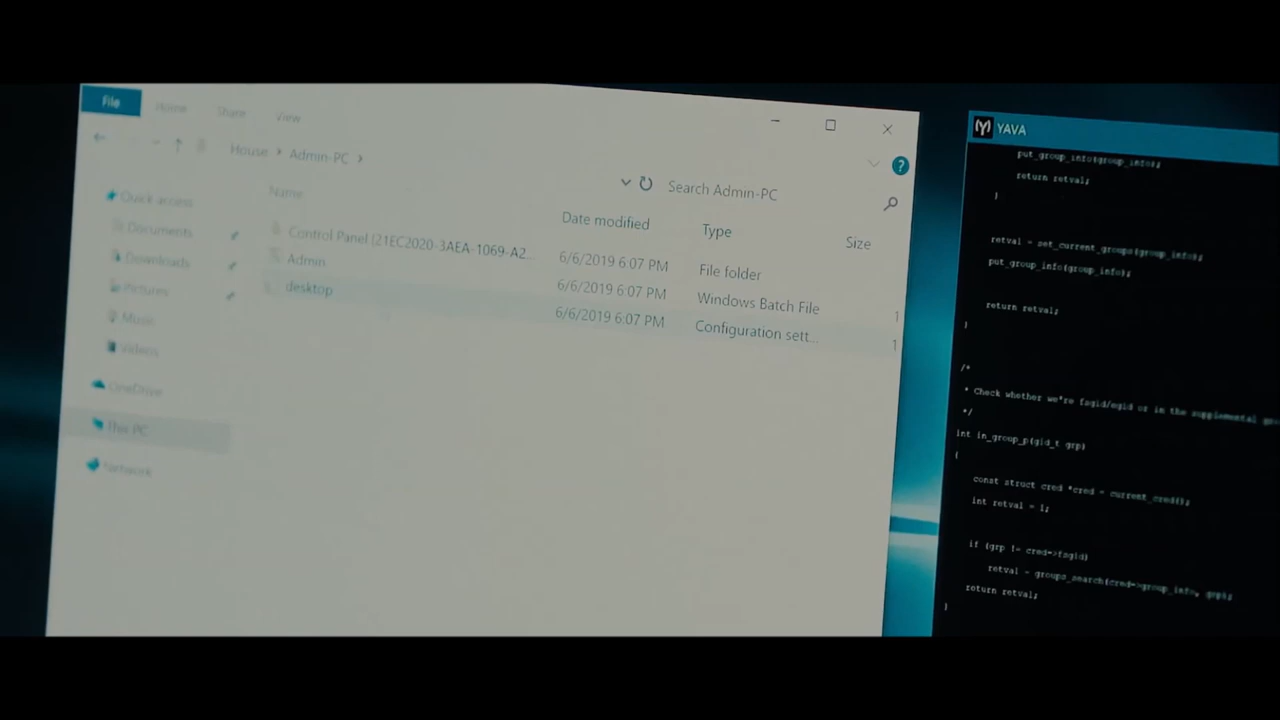 File Home Share View
House > Admin-PC >
Search Admin-PC
Name Date modified Type Size
Control Panel {21EC2020-3AEA-1069-A2... 6/6/2019 6:07 PM File folder
Admin 6/6/2019 6:07 PM Windows Batch File 1
desktop 6/6/2019 6:07 PM Configuration sett... 1
Quick access
Documents
Downloads
Pictures
Music
Videos
OneDrive
This PC
Network
YAVA
put_group_info(group_info);
return retval;
}
retval = set_current_groups(group_info);
put_group_info(group_info);
return retval;
}
/*
* Check whether we're fsgid/egid or in the supplemental
*/
int in_group_p(gid_t grp)
{
const struct cred *cred = current_cred();
int retval = 1;
if (grp != cred->fsgid)
retval = groups_search(cred->group_info, grp);
return retval;
}